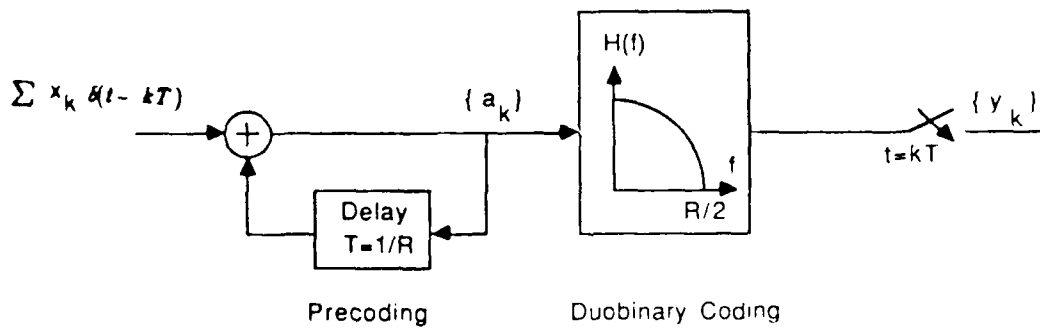 H(f)
Σ x_k δ(t - kT)
{ a_k }
{ y_k }
+
t=kT
f
R/2
Delay
T=1/R
Precoding
Duobinary Coding